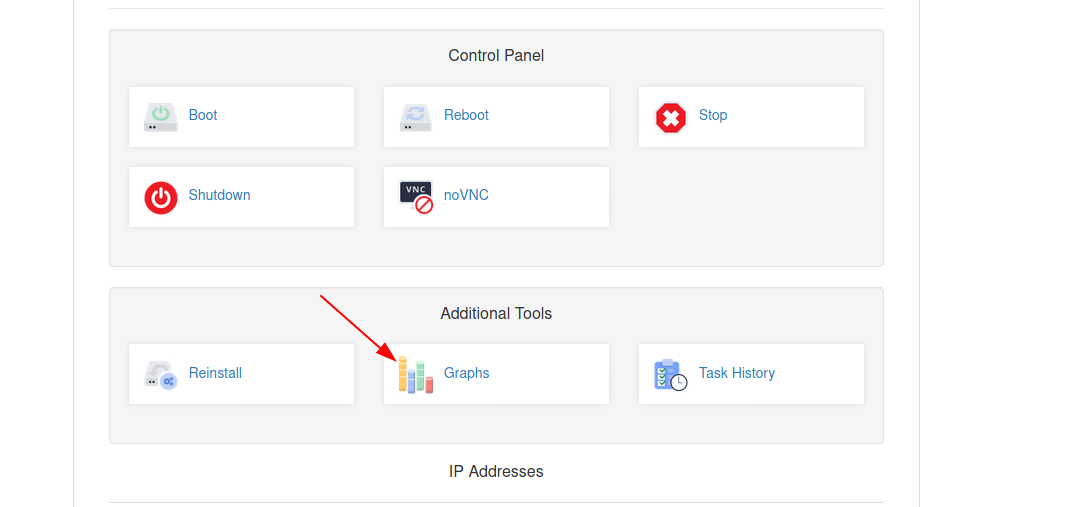 Control Panel
Boot
Reboot
Stop
Shutdown
VNC
noVNC
Additional Tools
Reinstall
Graphs
Task History
IP Addresses